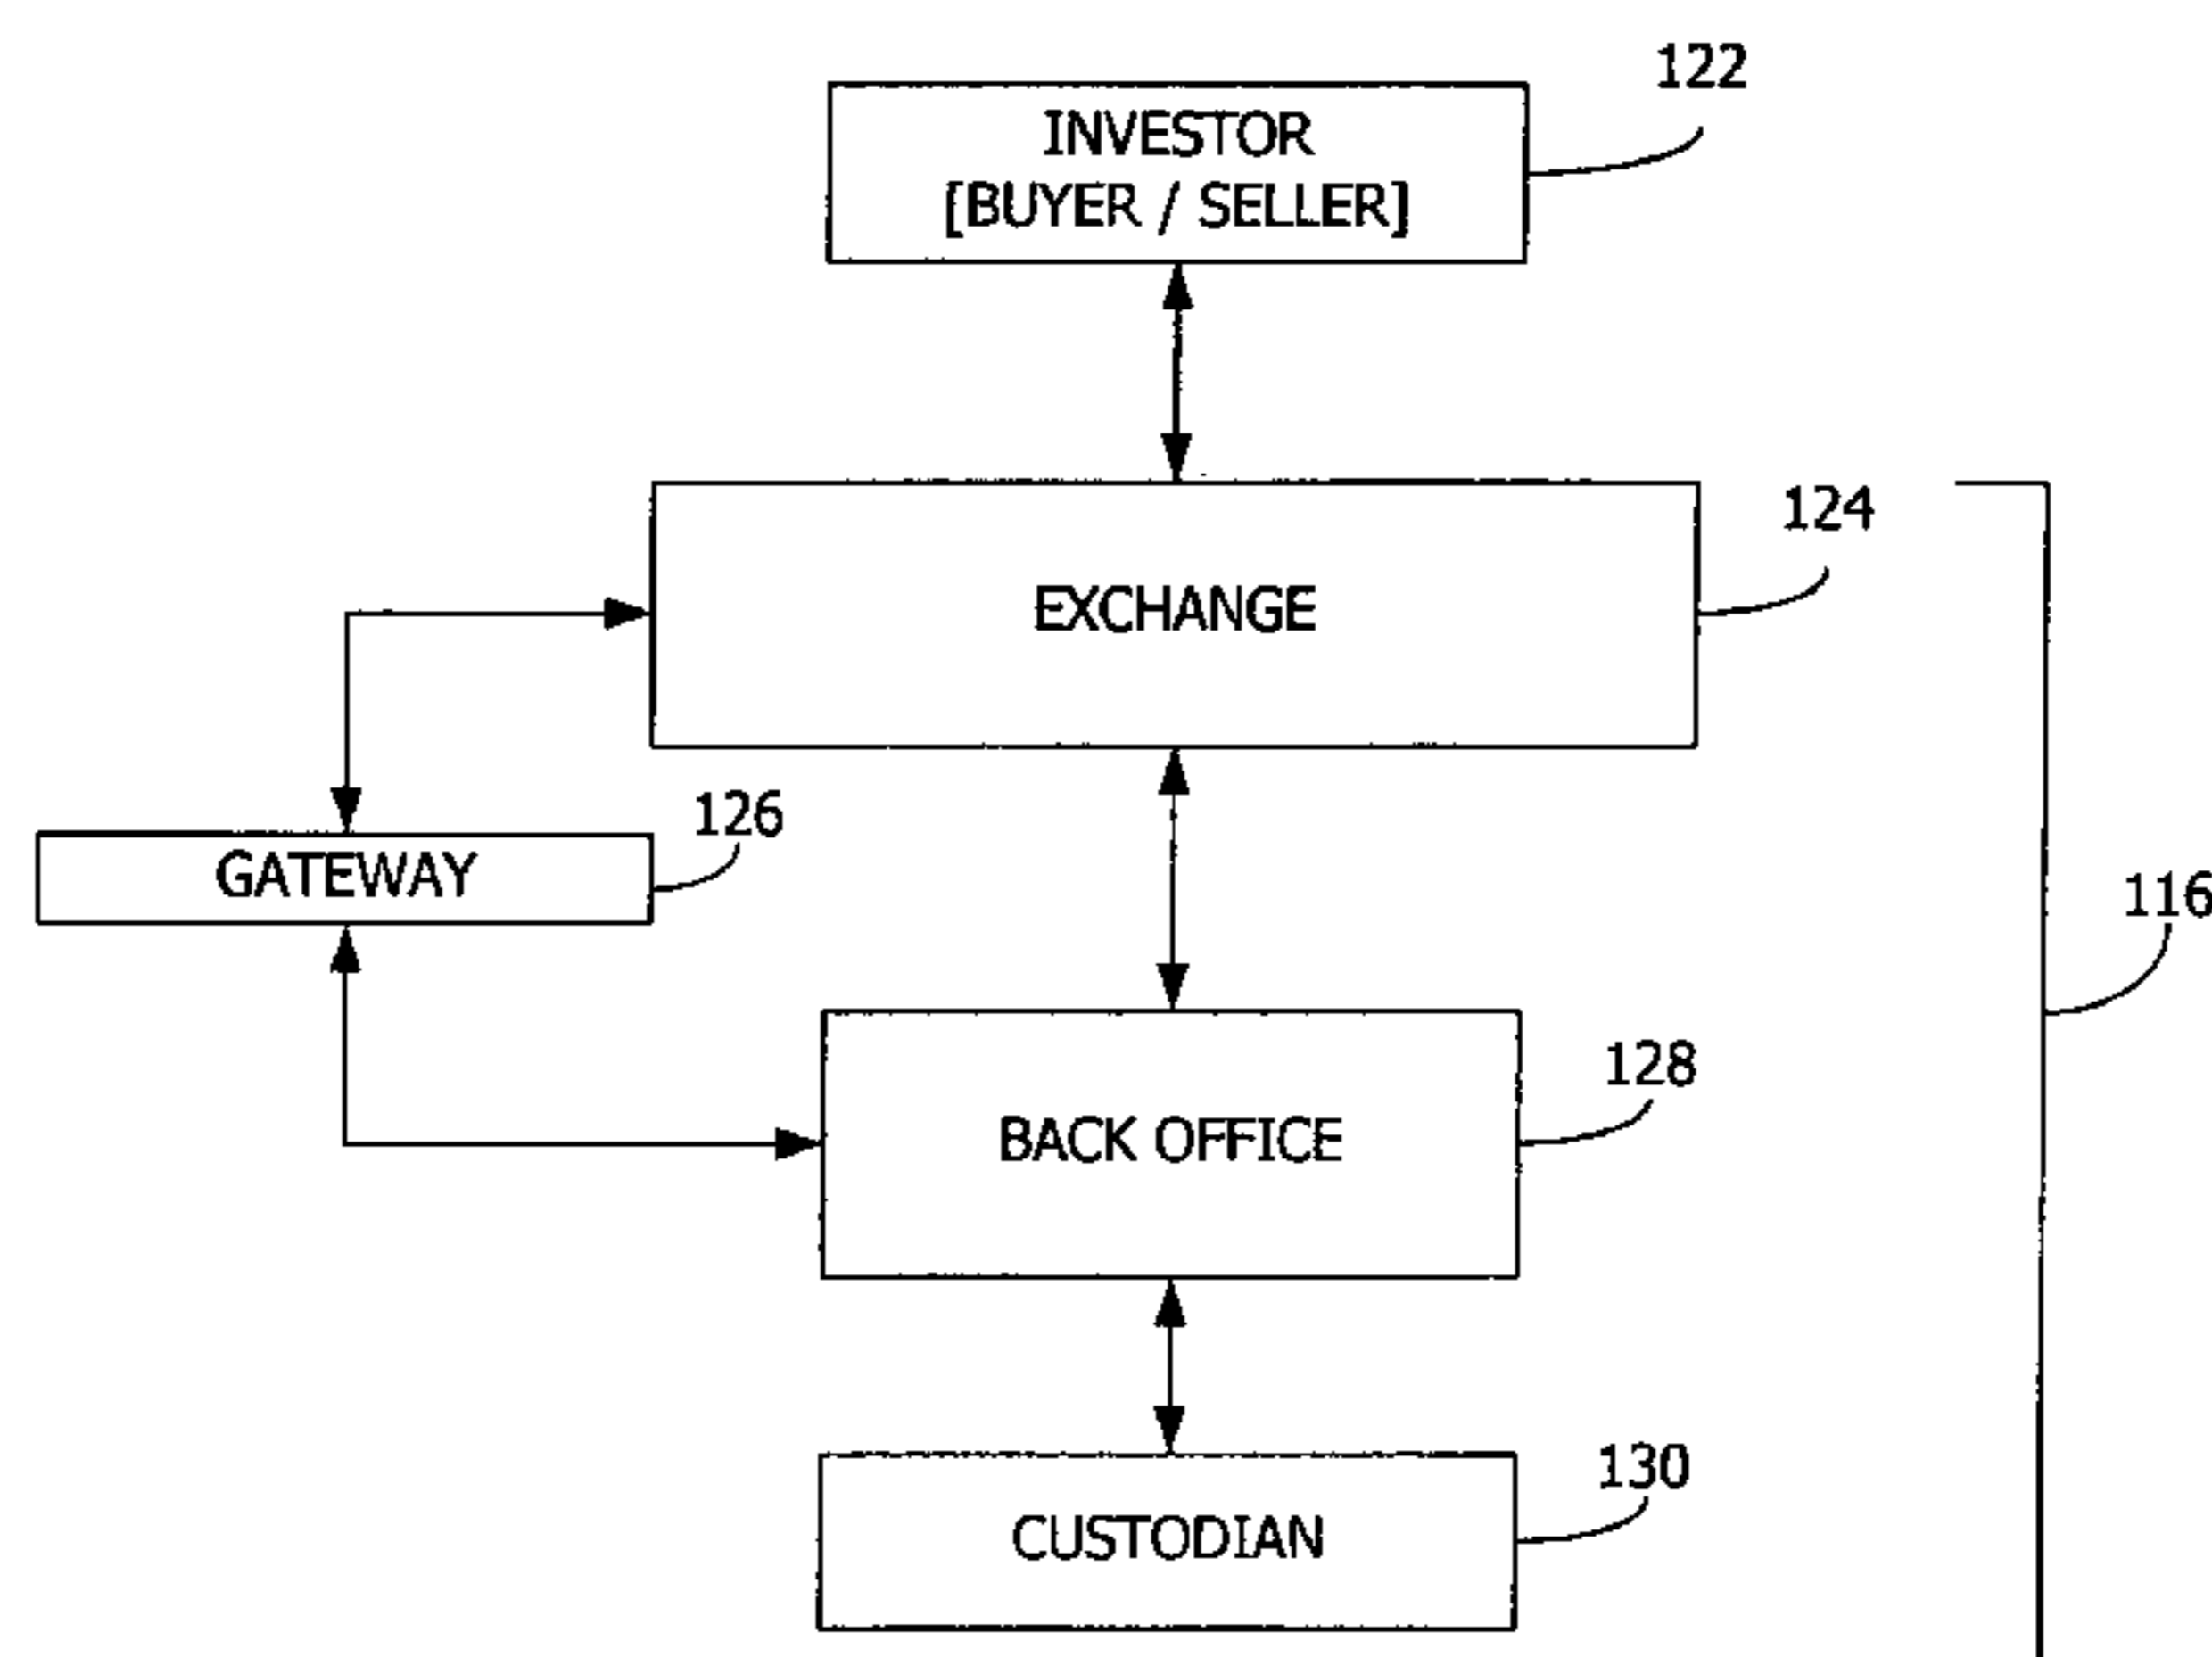 122
INVESTOR
[BUYER / SELLER]
124
EXCHANGE
126
GATEWAY
116
128
BACK OFFICE
130
CUSTODIAN